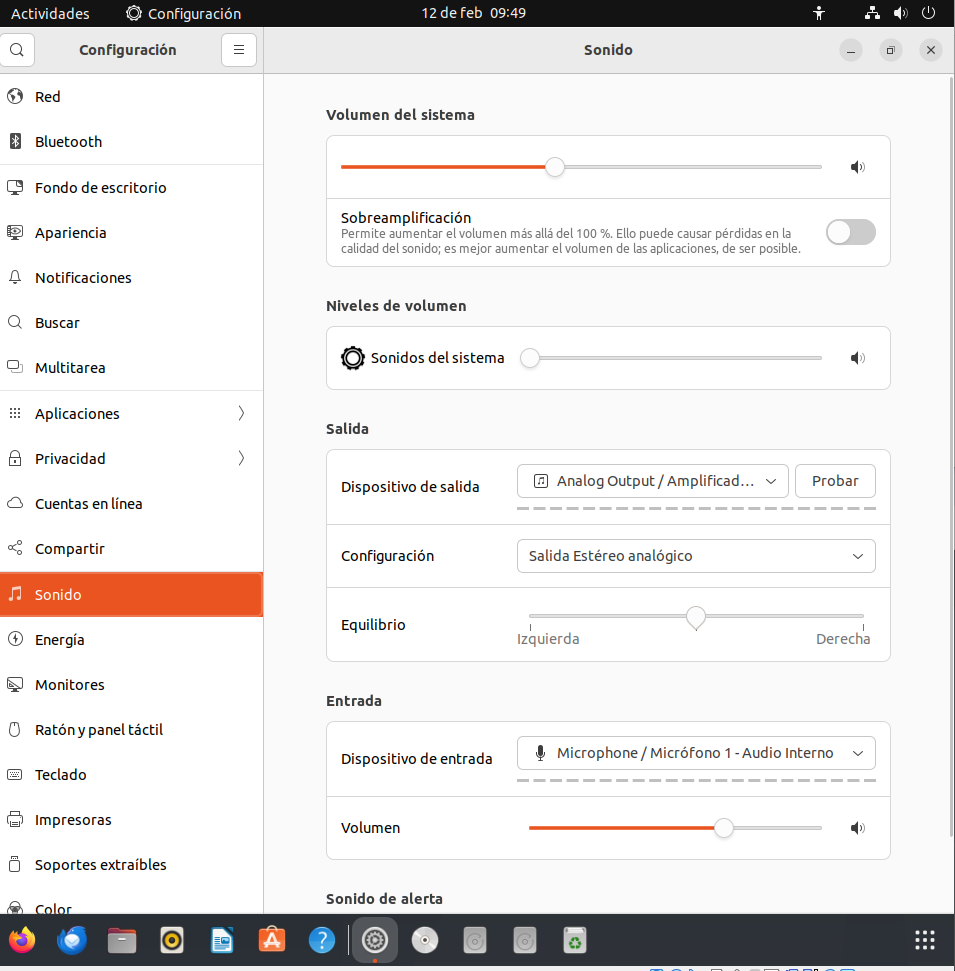 Actividades
Configuración
12 de feb 09:49
Configuración
Sonido
Red
Bluetooth
Fondo de escritorio
Apariencia
Notificaciones
Buscar
Multitarea
Aplicaciones
Privacidad
Cuentas en línea
Compartir
Sonido
Energía
Monitores
Ratón y panel táctil
Teclado
Impresoras
Soportes extraíbles
Color
Volumen del sistema
Sobreamplificación
Permite aumentar el volumen más allá del 100 %. Ello puede causar pérdidas en la
calidad del sonido; es mejor aumentar el volumen de las aplicaciones, de ser posible.
Niveles de volumen
Sonidos del sistema
Salida
Dispositivo de salida
Analog Output / Amplificad...
Probar
Configuración
Salida Estéreo analógico
Equilibrio
Izquierda
Derecha
Entrada
Dispositivo de entrada
Microphone / Micrófono 1 - Audio Interno
Volumen
Sonido de alerta